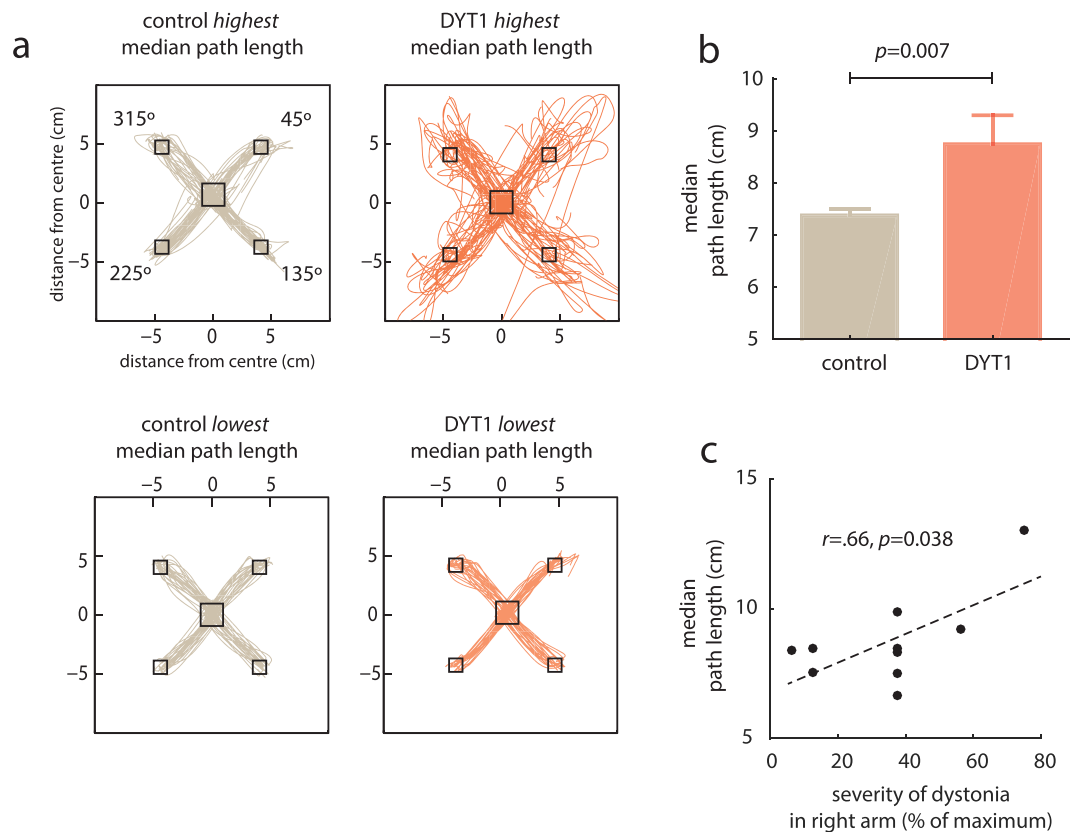 a
control highest
median path length
DYT1 highest
median path length
315º
45º
225º
135º
5
0
−5
distance from centre (cm)
−5
0
5
distance from centre (cm)
5
0
−5
−5
0
5
control lowest
median path length
DYT1 lowest
median path length
−5
0
5
5
0
−5
−5
0
5
5
0
−5
b
p=0.007
10
9
8
7
6
5
median
path length (cm)
control
DYT1
c
r=.66, p=0.038
15
10
5
median
path length (cm)
0
20
40
60
80
severity of dystonia
in right arm (% of maximum)